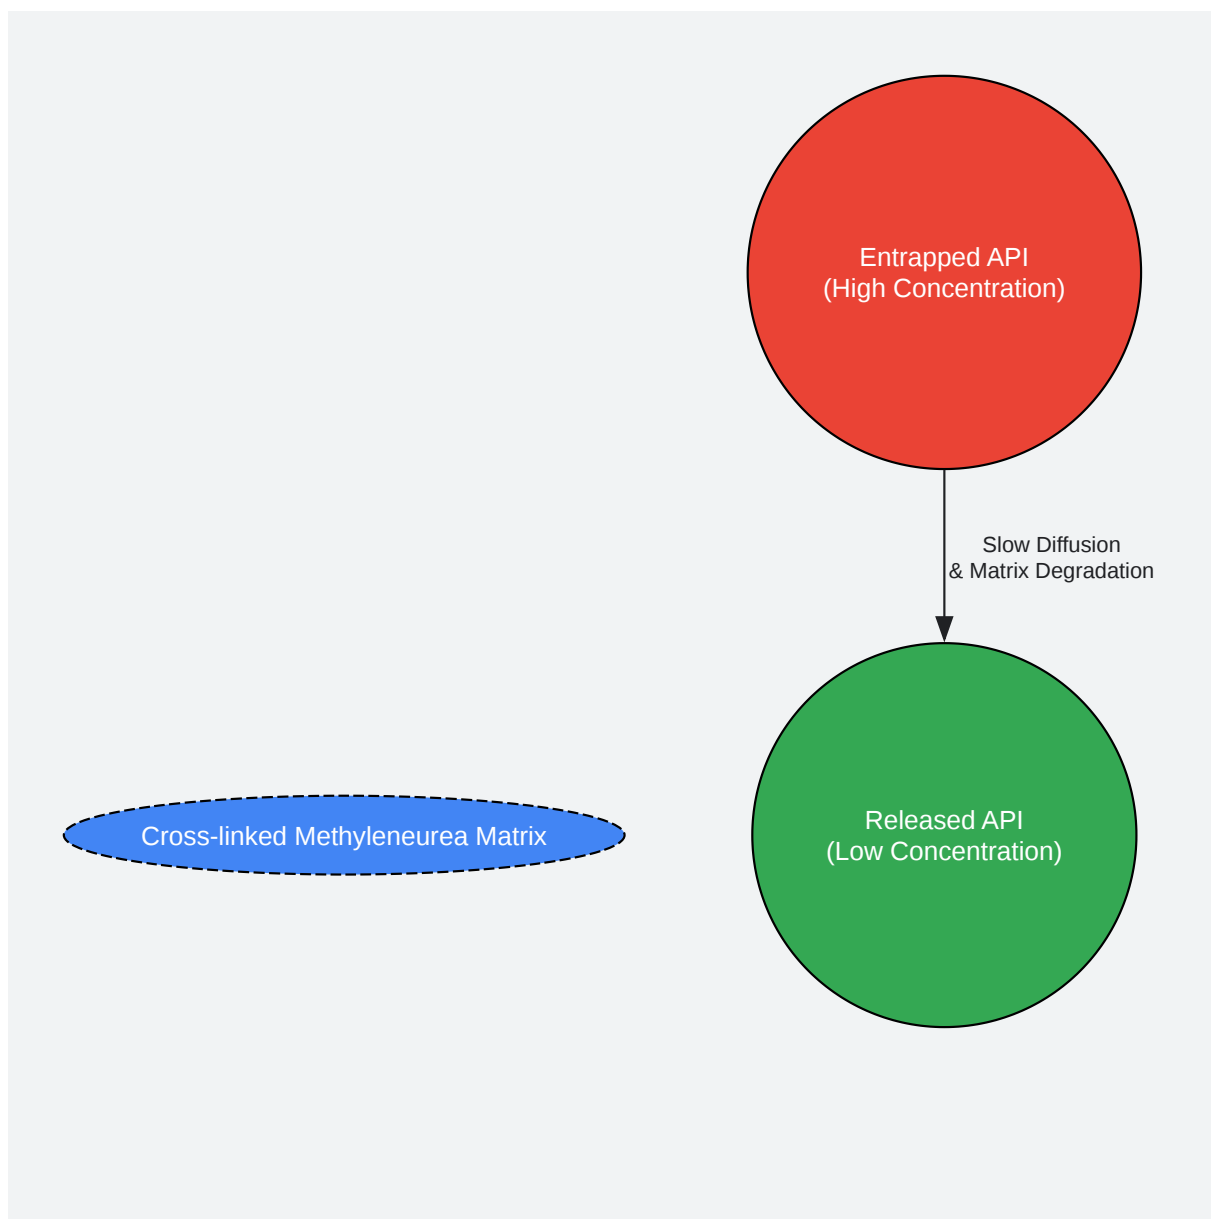 Entrapped API
(High Concentration)
Slow Diffusion
& Matrix Degradation
Cross-linked Methyleneurea Matrix
Released API
(Low Concentration)